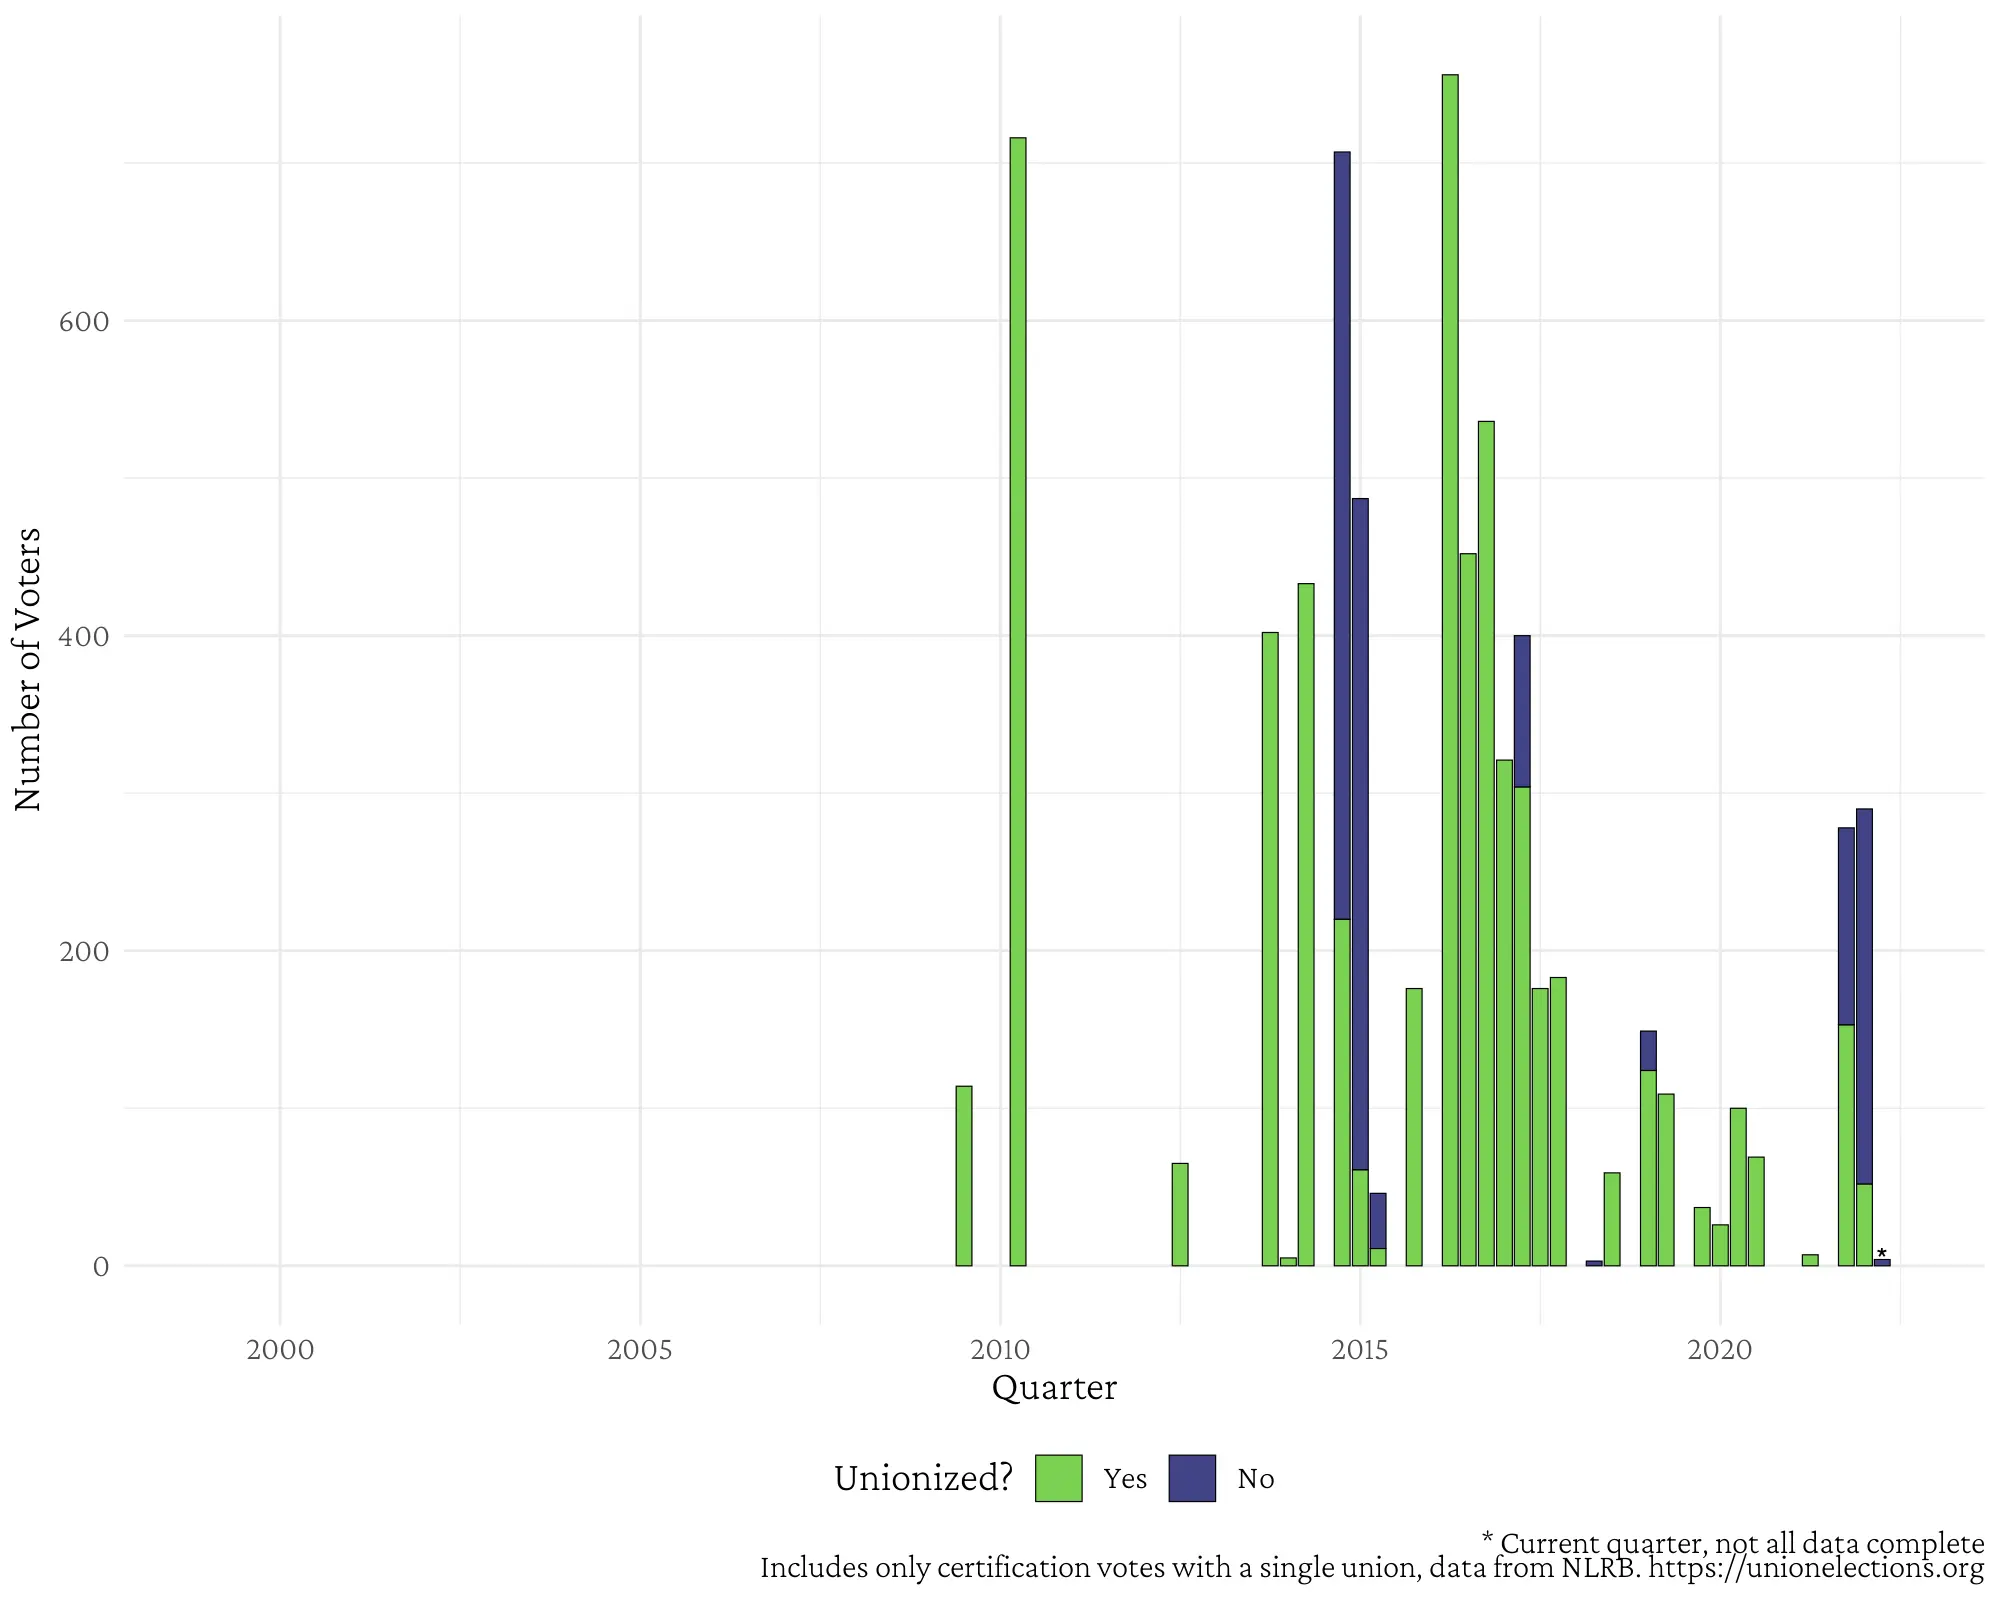 Number of Voters
600
400
200
0
*
2000 2005 2010 2015 2020
Quarter
Unionized? Yes No
* Current quarter, not all data complete
Includes only certification votes with a single union, data from NLRB. https://unionelections.org